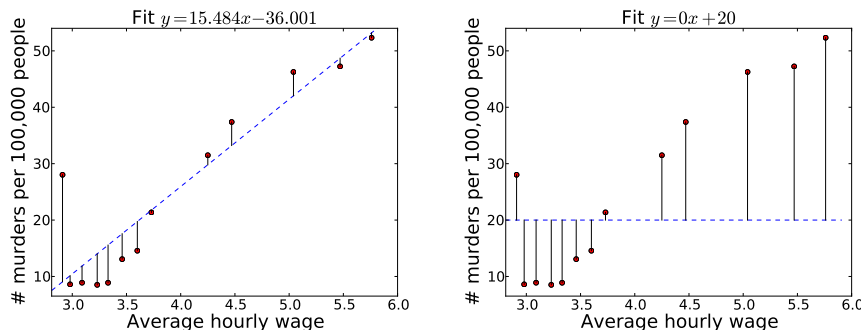 Fit y=15.484x−36.001
# murders per 100,000 people
50
40
30
20
10
3.0 3.5 4.0 4.5 5.0 5.5 6.0
Average hourly wage
Fit y=0x+20
# murders per 100,000 people
50
40
30
20
10
3.0 3.5 4.0 4.5 5.0 5.5 6.0
Average hourly wage